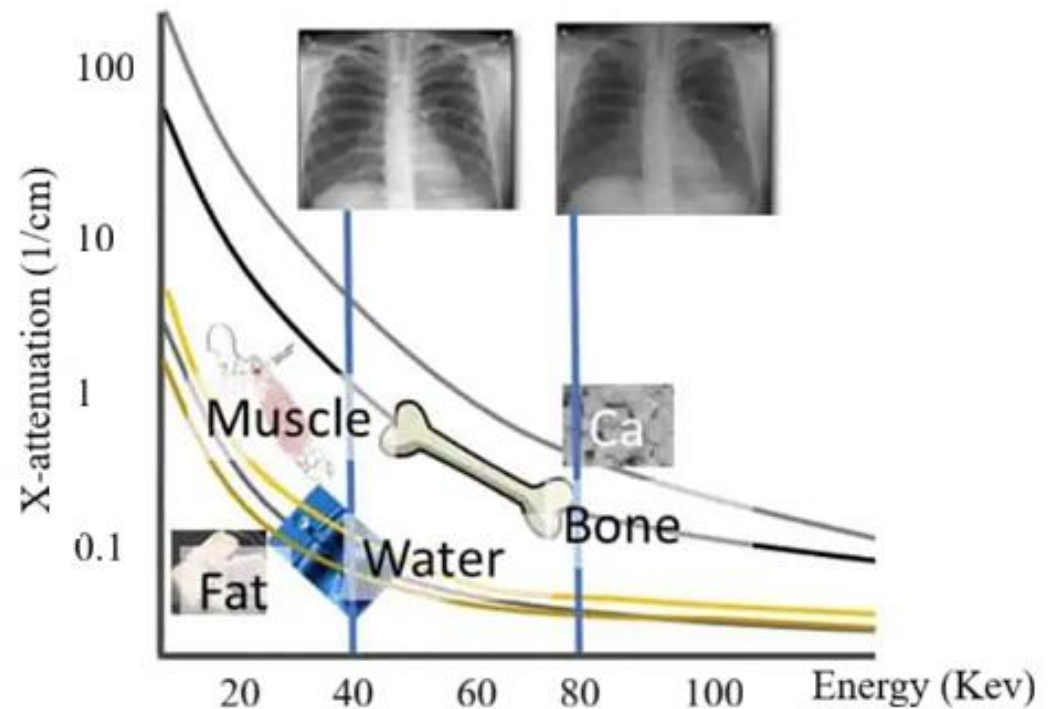 X-attenuation (1/cm)
100
10
1
0.1
Muscle
Ca
Bone
Water
Fat
20 40 60 80 100 Energy (Kev)